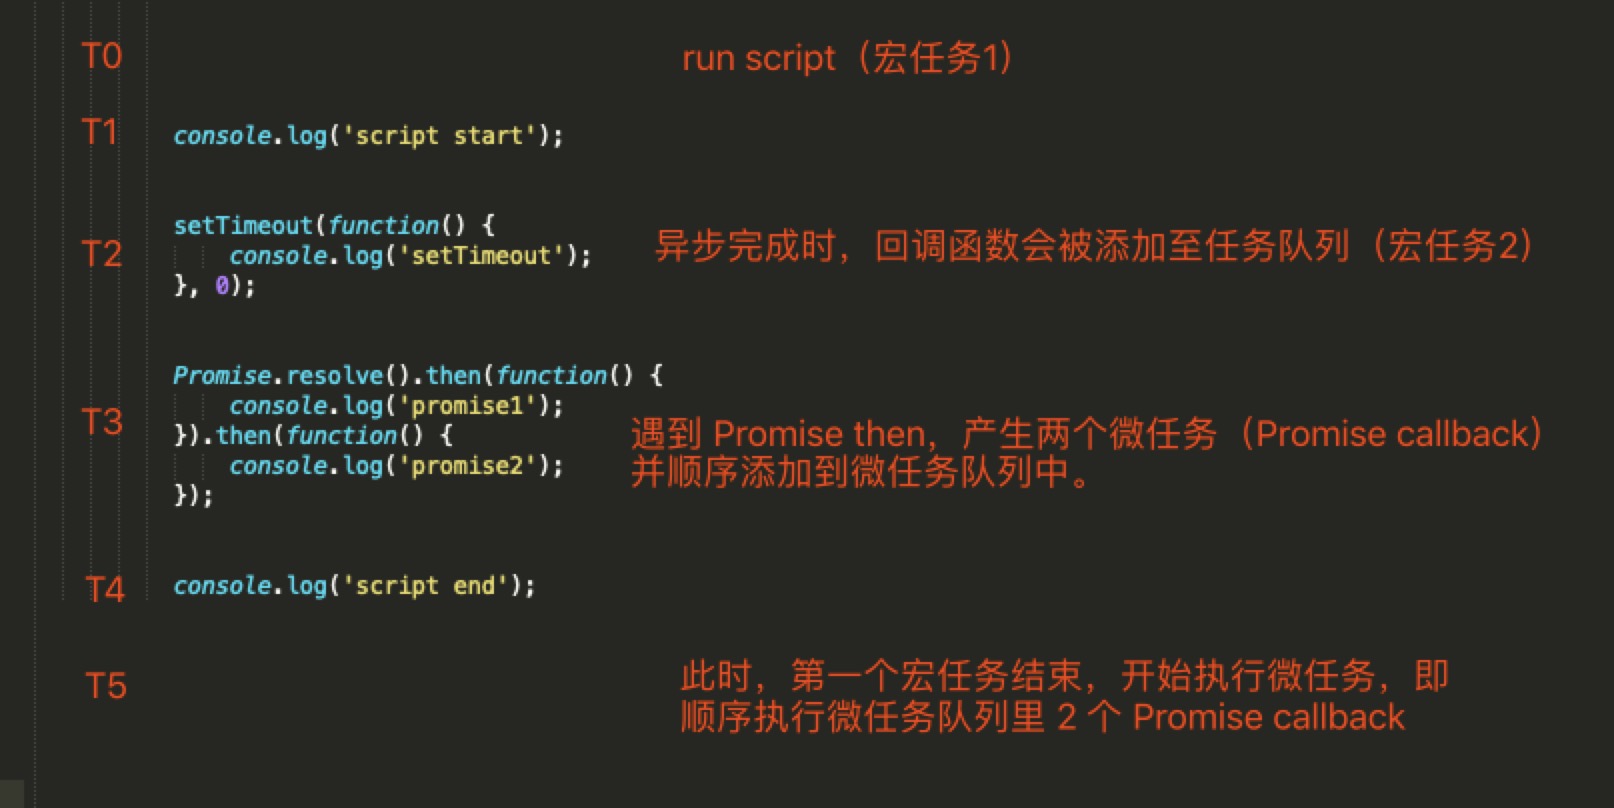 T0 run script（宏任务1）
T1 console.log('script start');
setTimeout(function() {
T2 console.log('setTimeout'); 异步完成时，回调函数会被添加至任务队列（宏任务2）
}, 0);
Promise.resolve().then(function() {
console.log('promise1');
T3 }).then(function() { 遇到 Promise then，产生两个微任务（Promise callback）
console.log('promise2'); 并顺序添加到微任务队列中。
});
T4 console.log('script end');
T5 此时，第一个宏任务结束，开始执行微任务，即
顺序执行微任务队列里 2 个 Promise callback